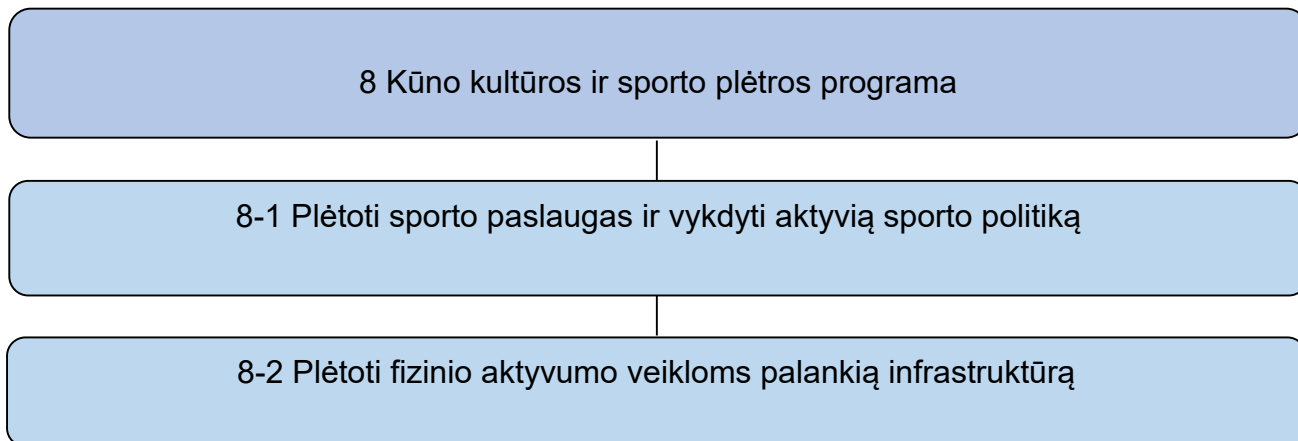 8 Kūno kultūros ir sporto plėtros programa
8-1 Plėtoti sporto paslaugas ir vykdyti aktyvią sporto politiką
8-2 Plėtoti fizinio aktyvumo veikloms palankią infrastruktūrą